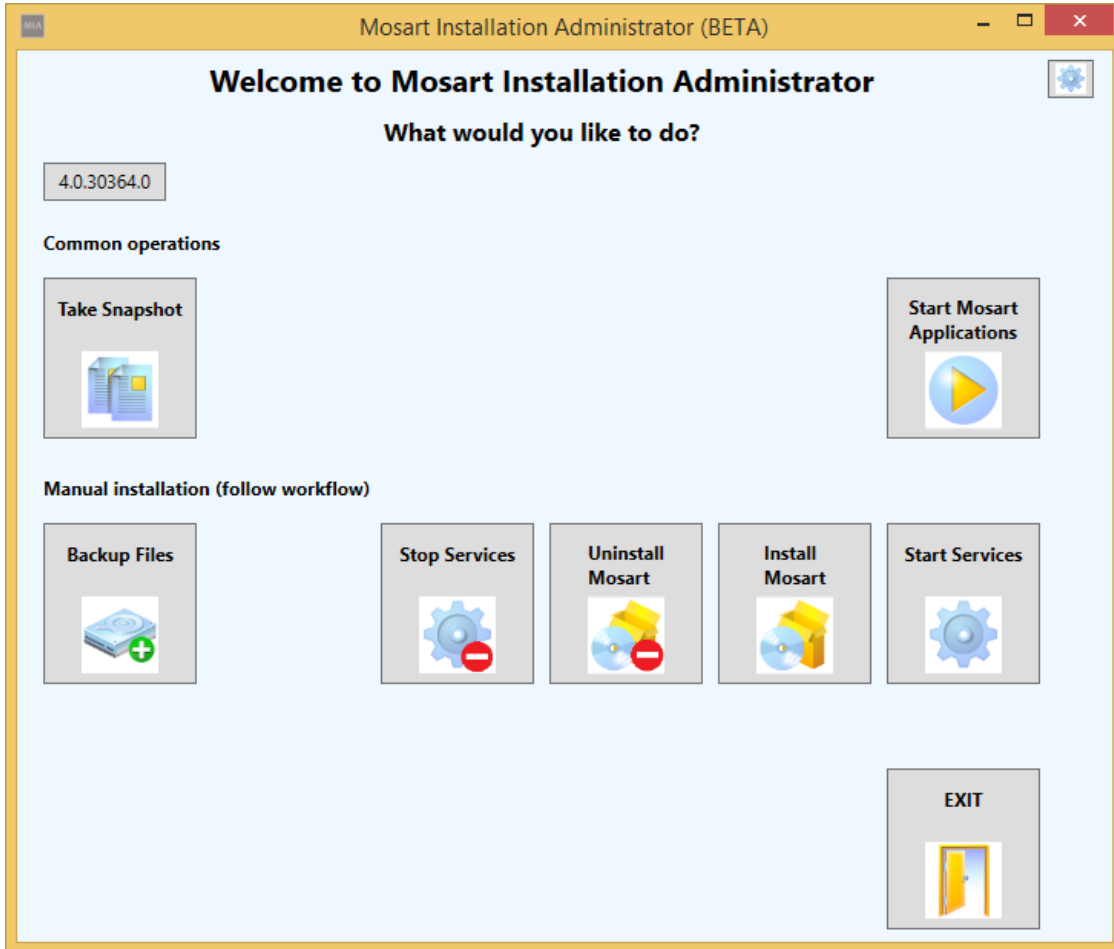 MIA
Mosart Installation Administrator (BETA)
Welcome to Mosart Installation Administrator
What would you like to do?
4.0.30364.0
Common operations
Take Snapshot
Start Mosart
Applications
Manual installation (follow workflow)
Backup Files
Stop Services
Uninstall
Mosart
Install
Mosart
Start Services
EXIT